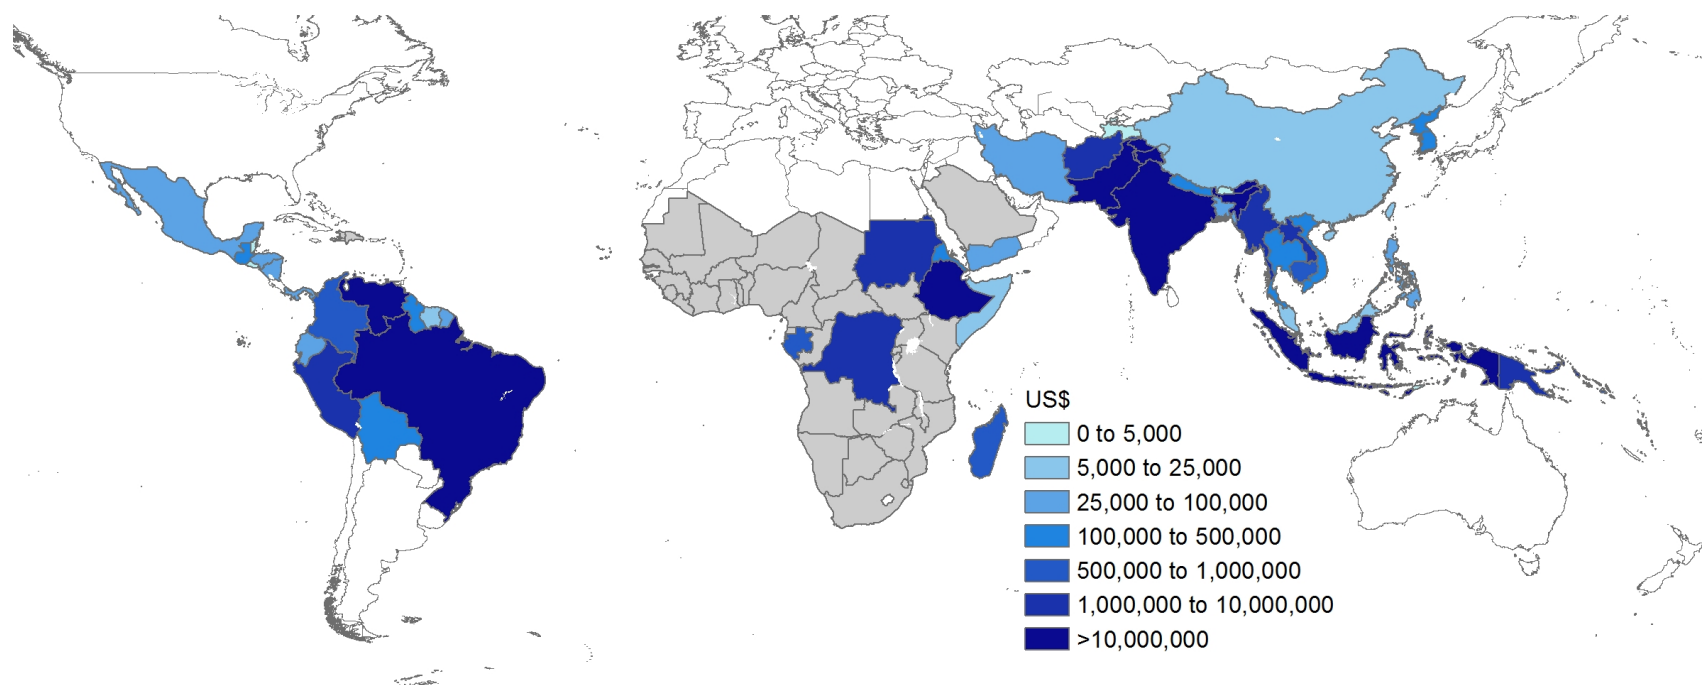 US$
0 to 5,000
5,000 to 25,000
25,000 to 100,000
100,000 to 500,000
500,000 to 1,000,000
1,000,000 to 10,000,000
>10,000,000